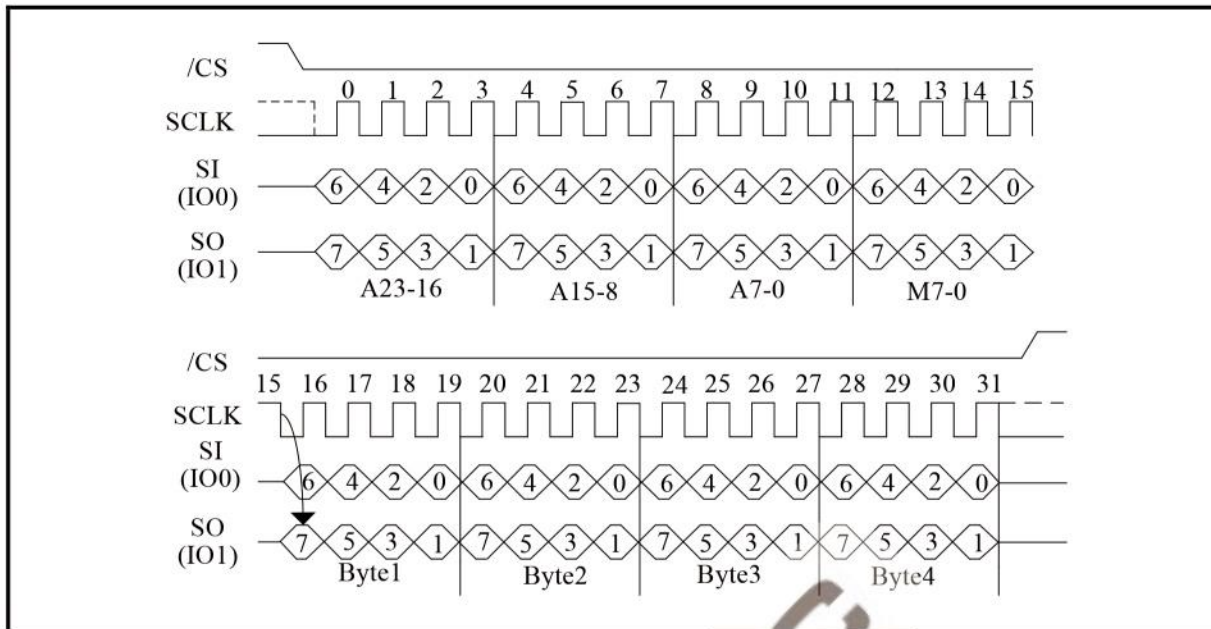 /CS
0 1 2 3 4 5 6 7 8 9 10 11 12 13 14 15
SCLK
SI
(IO0)
6 4 2 0 6 4 2 0 6 4 2 0 6 4 2 0
SO
(IO1)
7 5 3 1 7 5 3 1 7 5 3 1 7 5 3 1
A23-16 A15-8 A7-0 M7-0
/CS
15 16 17 18 19 20 21 22 23 24 25 26 27 28 29 30 31
SCLK
SI
(IO0)
6 4 2 0 6 4 2 0 6 4 2 0 6 4 2 0
SO
(IO1)
7 5 3 1 7 5 3 1 7 5 3 1 7 5 3 1
Byte1 Byte2 Byte3 Byte4